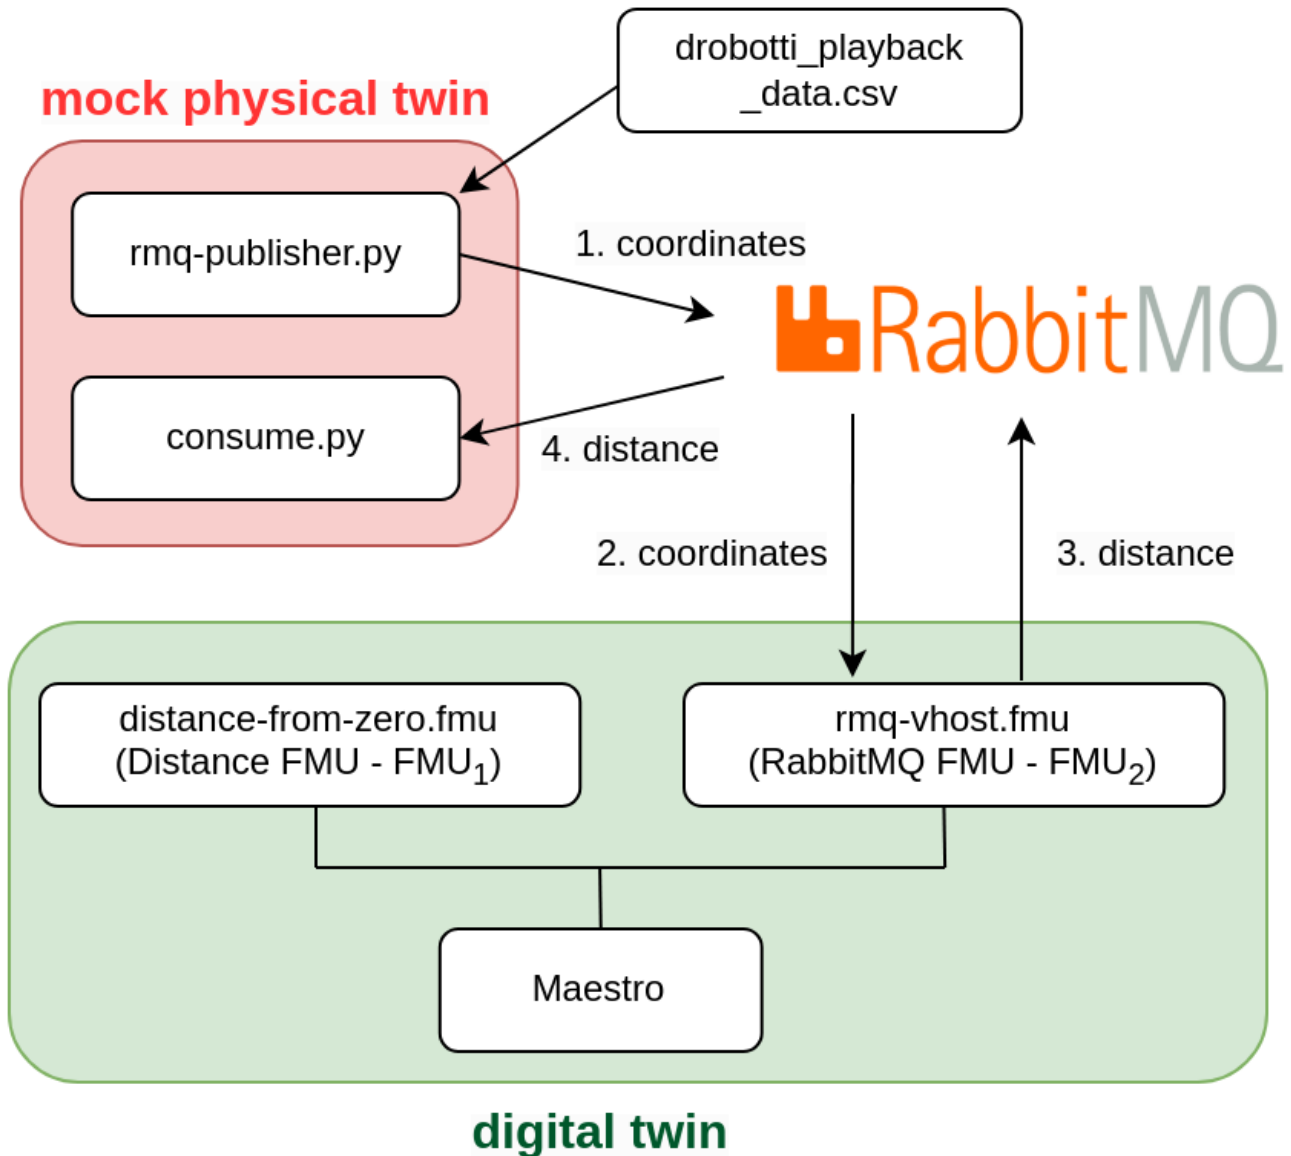 drobotti_playback
_data.csv
mock physical twin
rmq-publisher.py
1. coordinates
RabbitMQ
consume.py
4. distance
2. coordinates
3. distance
distance-from-zero.fmu
(Distance FMU - FMU₁)
rmq-vhost.fmu
(RabbitMQ FMU - FMU₂)
Maestro
digital twin